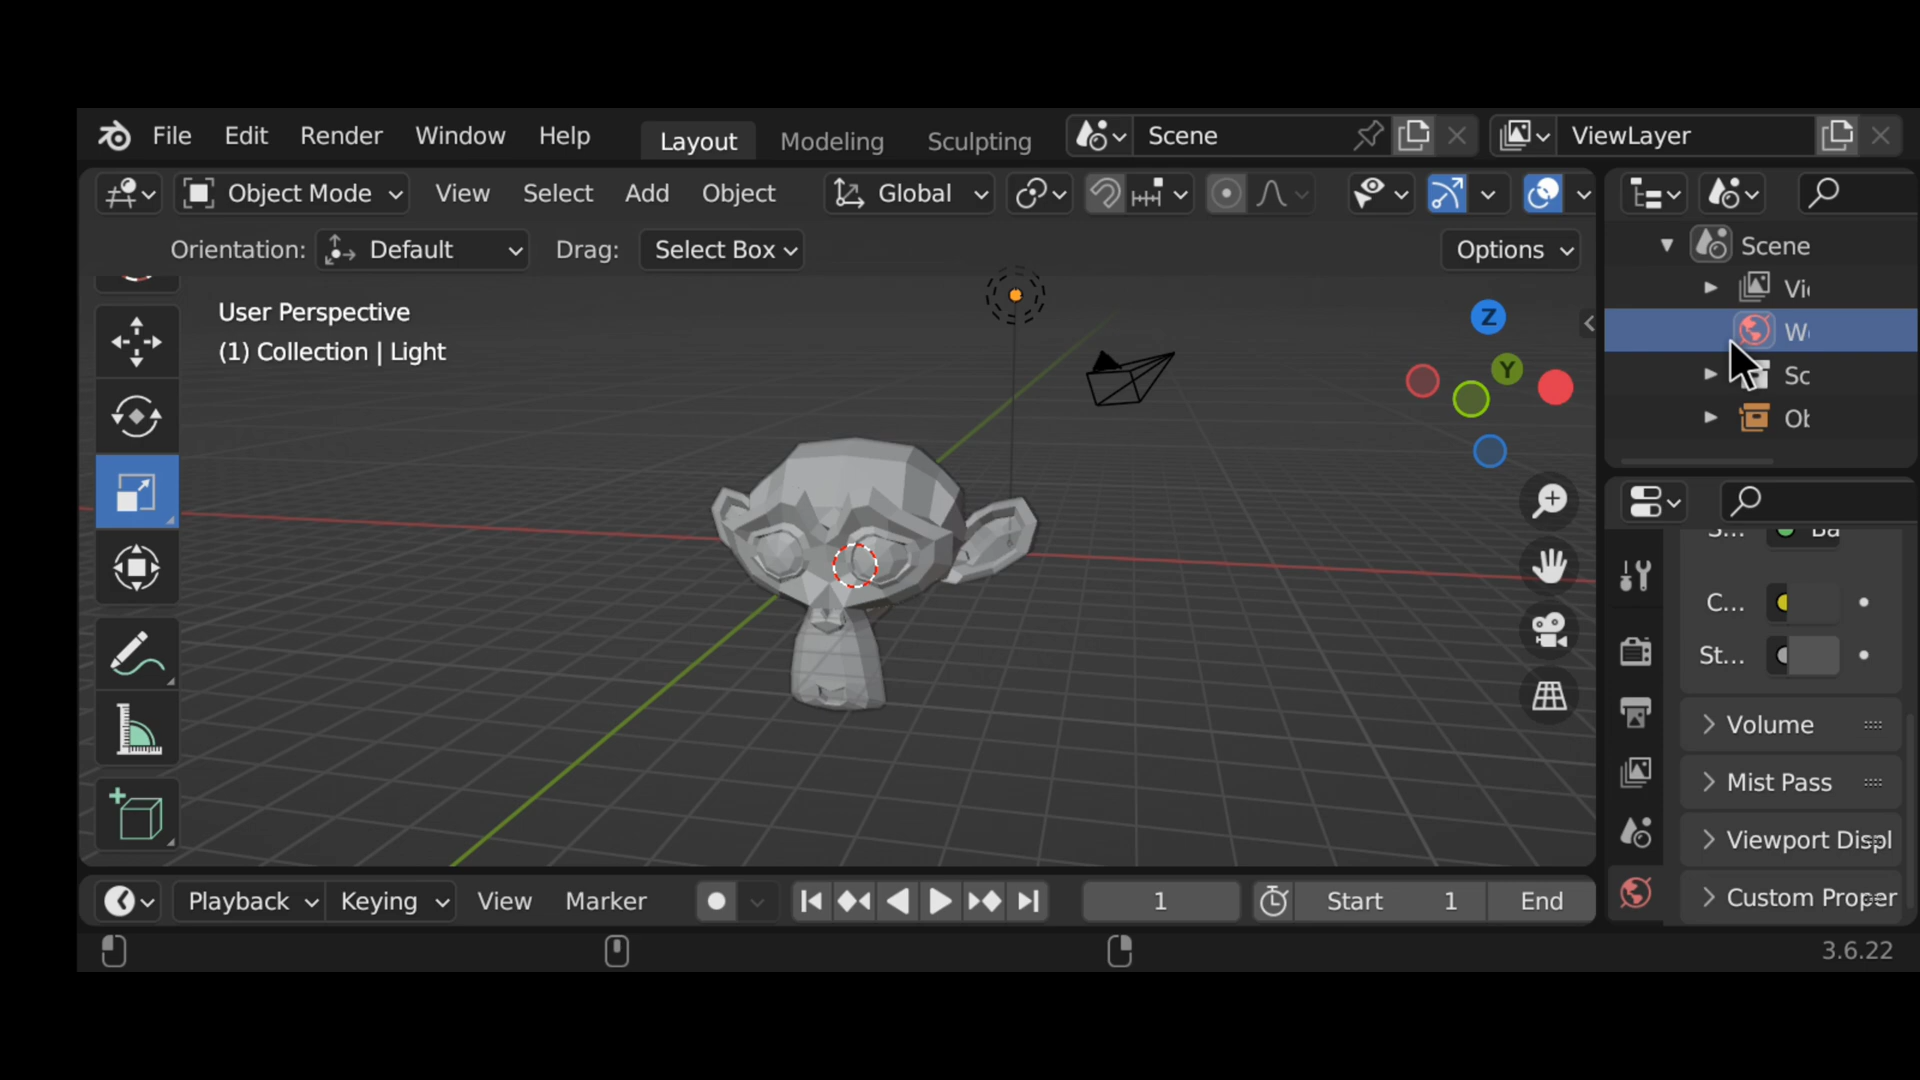 File Edit Render Window Help Layout Modeling Sculpting Scene ViewLayer
Object Mode View Select Add Object Global
Orientation: Default Drag: Select Box Options
User Perspective
(1) Collection | Light
Z
Y
Scene
Vi
W
Sc
Ob
Ba
C...
St...
Volume
Mist Pass
Viewport Displ
Custom Proper
Playback Keying View Marker 1 Start 1 End
3.6.22